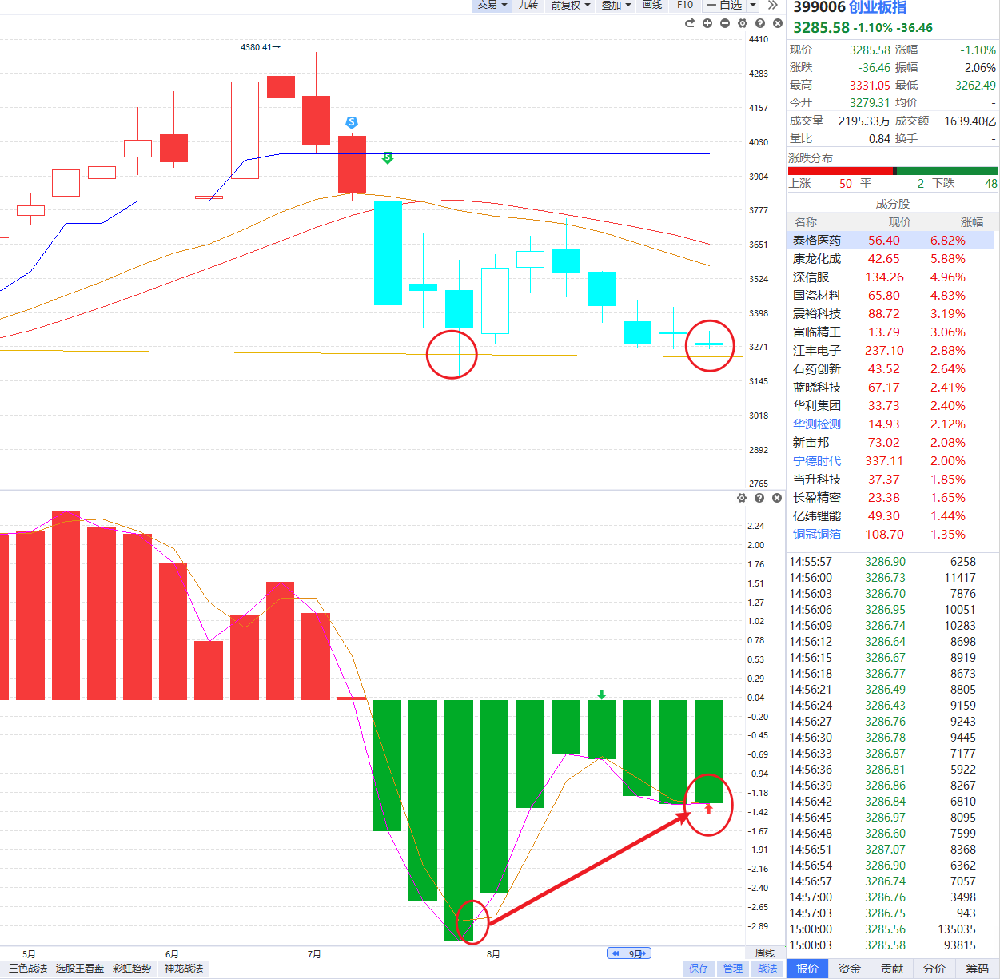 交易 九转 前复权 叠加 画线 F10 一自选
399006 创业板指
3285.58 -1.10% -36.46
现价 3285.58 涨幅 -1.10%
涨跌 -36.46 振幅 2.06%
最高 3331.05 最低 3262.49
今开 3279.31 均价 -
成交量 2195.33万 成交额 1639.40亿
量比 0.84 换手 -
涨跌分布
上涨 50 平 2 下跌 48
成分股
名称 现价 涨幅
泰格医药 56.40 6.82%
康龙化成 42.65 5.88%
深信服 134.26 4.96%
国瓷材料 65.80 4.83%
震裕科技 88.72 3.19%
富临精工 13.79 3.06%
江丰电子 237.10 2.88%
石药创新 43.52 2.64%
蓝晓科技 67.17 2.41%
华利集团 33.73 2.40%
华测检测 14.93 2.12%
新宙邦 73.02 2.08%
宁德时代 337.11 2.00%
当升科技 37.37 1.85%
长盈精密 23.38 1.65%
亿纬锂能 49.30 1.44%
铜冠铜箔 108.70 1.35%
14:55:57 3286.90 6258
14:56:00 3286.73 11417
14:56:03 3286.70 7876
14:56:06 3286.95 10051
14:56:09 3286.74 10283
14:56:12 3286.64 8698
14:56:15 3286.67 8919
14:56:18 3286.77 8673
14:56:21 3286.49 8805
14:56:24 3286.43 9159
14:56:27 3286.76 9243
14:56:30 3286.78 9445
14:56:33 3286.87 7177
14:56:36 3286.81 5922
14:56:39 3286.86 8267
14:56:42 3286.84 6810
14:56:45 3286.97 8095
14:56:48 3286.60 7599
14:56:51 3287.07 8368
14:56:54 3286.90 6362
14:56:57 3286.74 7057
14:57:00 3286.76 3498
14:57:03 3286.75 943
15:00:00 3285.56 135035
15:00:03 3285.58 93815
报价 资金 贡献 分价 筹码
4380.41
S
S
4410
4283
4157
4030
3904
3777
3651
3524
3398
3271
3145
3018
2892
2765
2.24
2.00
1.76
1.51
1.27
1.02
0.78
0.53
0.29
0.04
-0.20
-0.45
-0.69
-0.94
-1.18
-1.42
-1.67
-1.91
-2.16
-2.40
-2.65
-2.89
5月 6月 7月 8月 9月 周线
三色战法 选股王看盘 彩虹趋势 神龙战法 保存 管理 战法